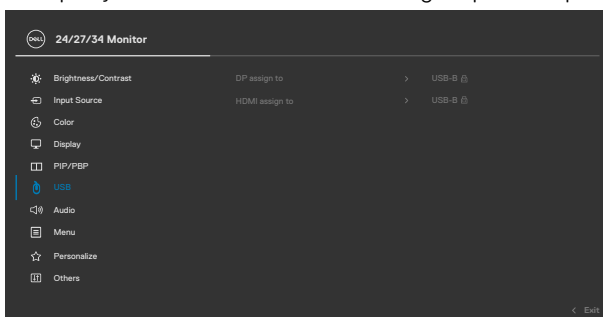 DELL 24/27/34 Monitor
Brightness/Contrast DP assign to > USB-B
Input Source HDMI assign to > USB-B
Color
Display
PIP/PBP
USB
Audio
Menu
Personalize
Others
< Exit